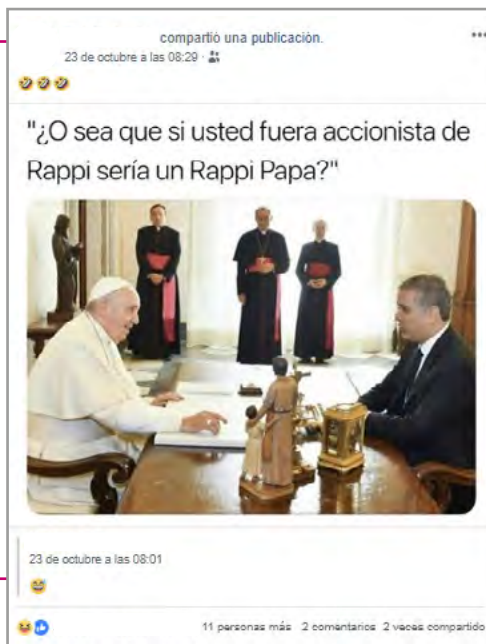 compartió una publicación.
23 de octubre a las 08:29 ·
"¿O sea que si usted fuera accionista de
Rappi sería un Rappi Papa?"
23 de octubre a las 08:01
11 personas más 2 comentarios 2 veces compartido